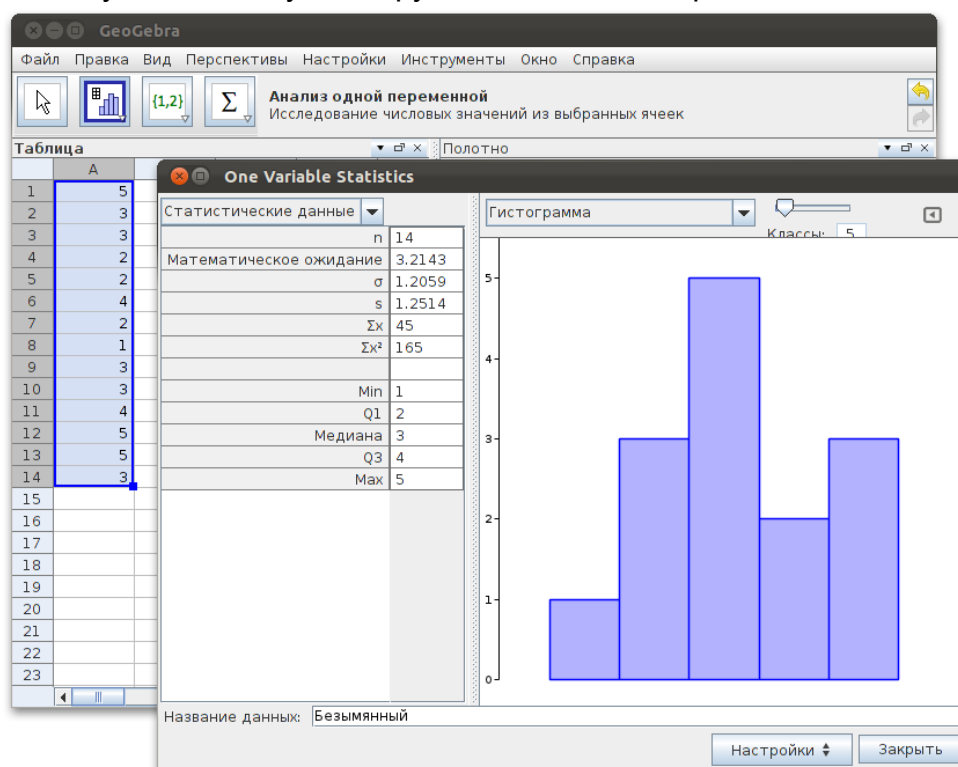 GeoGebra
Файл Правка Вид Перспективы Настройки Инструменты Окно Справка
{1,2} Σ Анализ одной переменной
Исследование числовых значений из выбранных ячеек
Таблица
Полотно
A
1 5
2 3
3 3
4 2
5 2
6 4
7 2
8 1
9 3
10 3
11 4
12 5
13 5
14 3
15
16
17
18
19
20
21
22
23
One Variable Statistics
Статистические данные
n 14
Математическое ожидание 3.2143
σ 1.2059
s 1.2514
Σx 45
Σx² 165
Min 1
Q1 2
Медиана 3
Q3 4
Max 5
Гистограмма
Классы: 5
5
4
3
2
1
0
Название данных: Безымянный
Настройки Закрыть